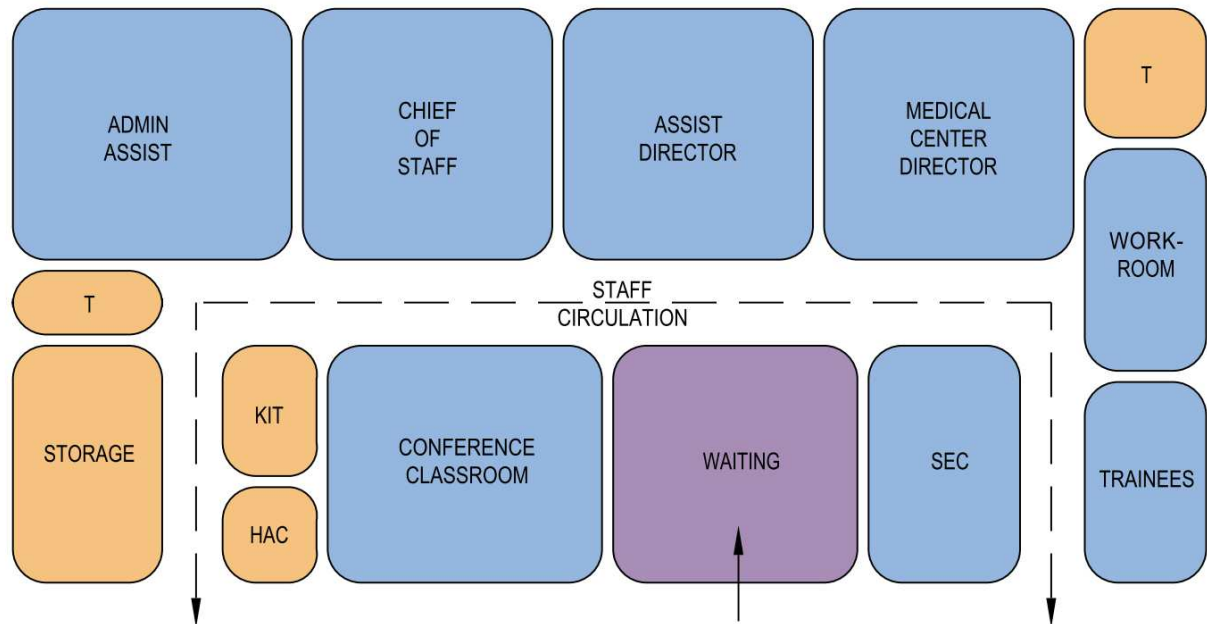 ADMIN
ASSIST
CHIEF
OF
STAFF
ASSIST
DIRECTOR
MEDICAL
CENTER
DIRECTOR
T
WORK-
ROOM
T
STAFF
CIRCULATION
STORAGE
KIT
HAC
CONFERENCE
CLASSROOM
WAITING
SEC
TRAINEES